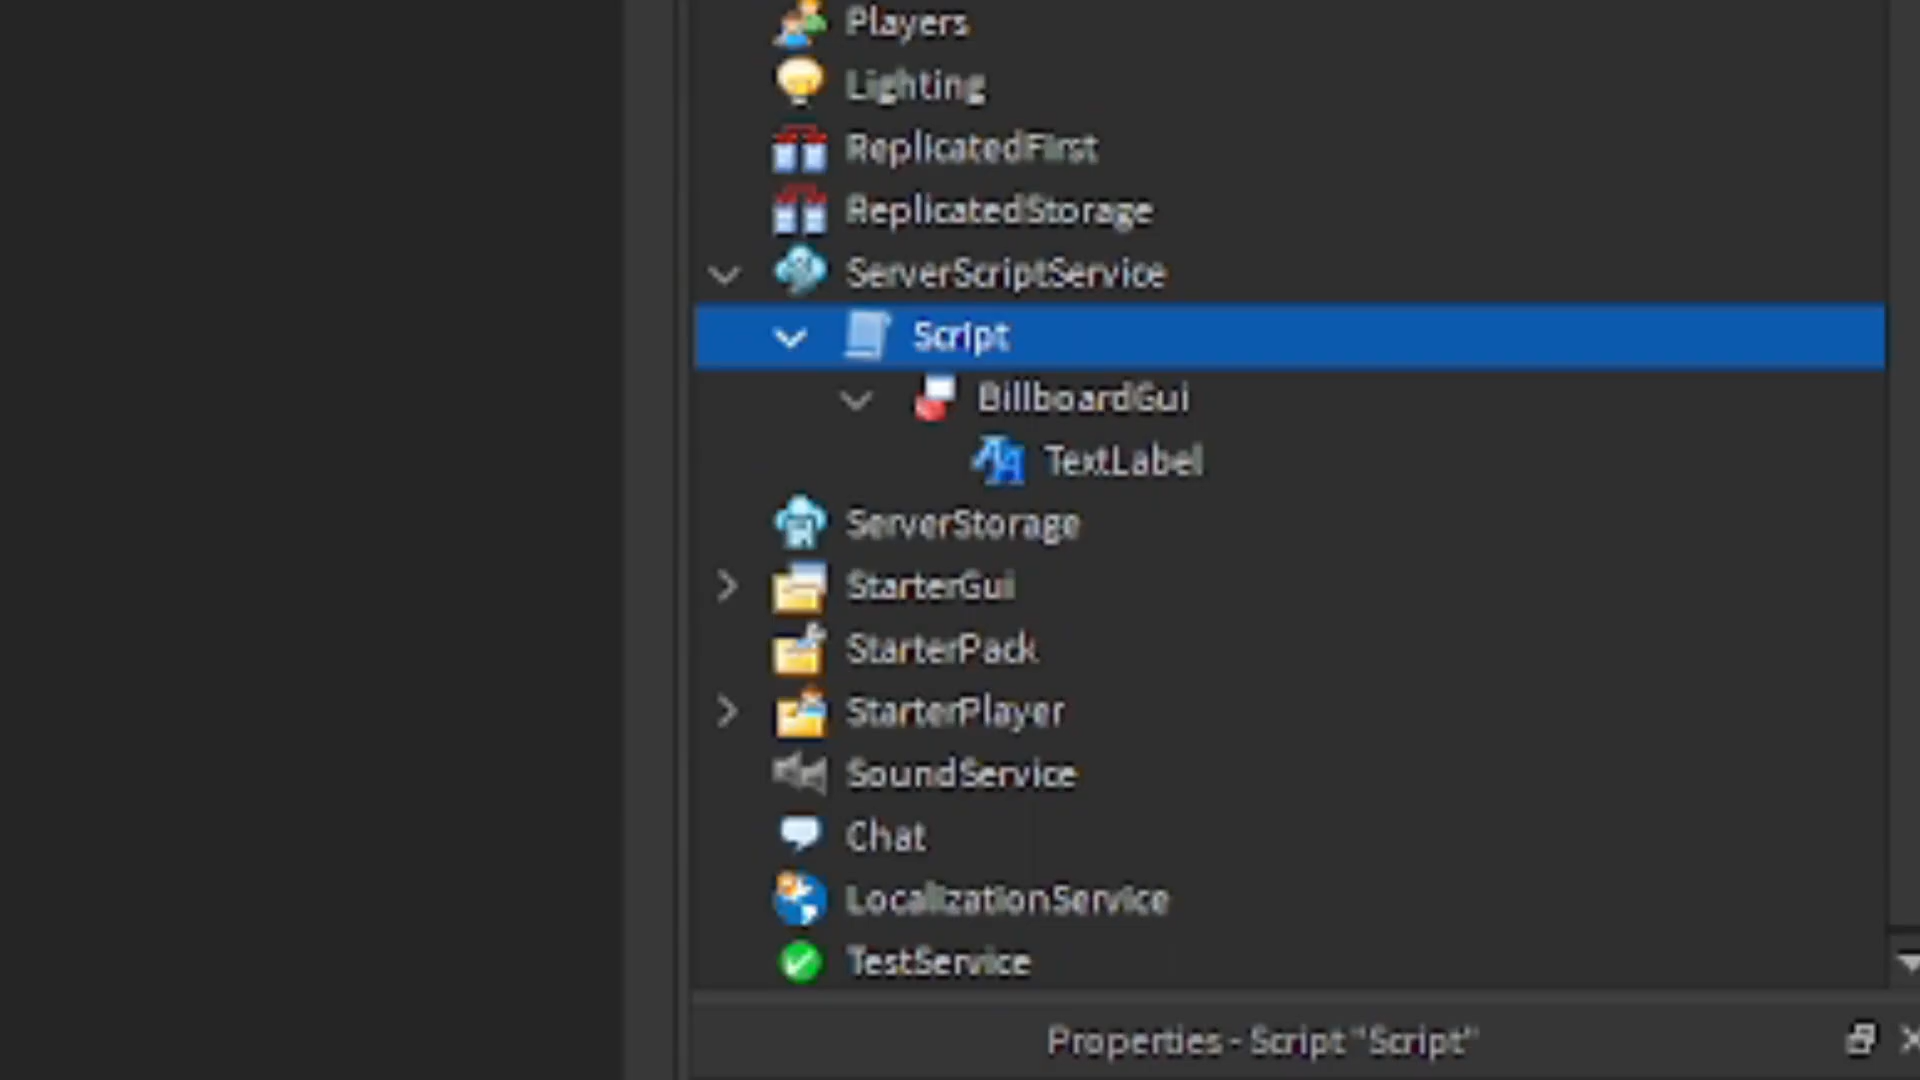 Players
Lighting
ReplicatedFirst
ReplicatedStorage
ServerScriptService
Script
BillboardGui
TextLabel
ServerStorage
StarterGui
StarterPack
StarterPlayer
SoundService
Chat
LocalizationService
TestService
Properties - Script "Script"